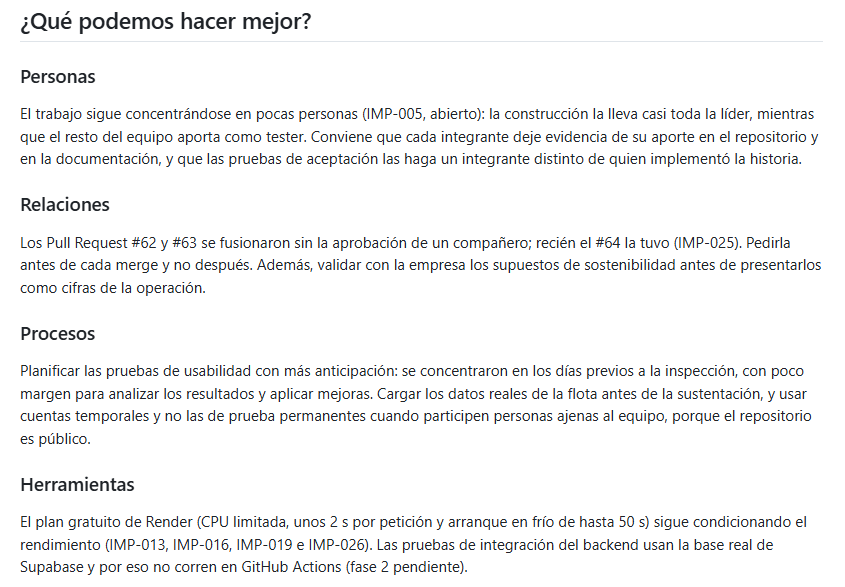 ¿Qué podemos hacer mejor?
Personas
El trabajo sigue concentrándose en pocas personas (IMP-005, abierto): la construcción la lleva casi toda la líder, mientras
que el resto del equipo aporta como tester. Conviene que cada integrante deje evidencia de su aporte en el repositorio y
en la documentación, y que las pruebas de aceptación las haga un integrante distinto de quien implementó la historia.
Relaciones
Los Pull Request #62 y #63 se fusionaron sin la aprobación de un compañero; recién el #64 la tuvo (IMP-025). Pedirla
antes de cada merge y no después. Además, validar con la empresa los supuestos de sostenibilidad antes de presentarlos
como cifras de la operación.
Procesos
Planificar las pruebas de usabilidad con más anticipación: se concentraron en los días previos a la inspección, con poco
margen para analizar los resultados y aplicar mejoras. Cargar los datos reales de la flota antes de la sustentación, y usar
cuentas temporales y no las de prueba permanentes cuando participen personas ajenas al equipo, porque el repositorio
es público.
Herramientas
El plan gratuito de Render (CPU limitada, unos 2 s por petición y arranque en frío de hasta 50 s) sigue condicionando el
rendimiento (IMP-013, IMP-016, IMP-019 e IMP-026). Las pruebas de integración del backend usan la base real de
Supabase y por eso no corren en GitHub Actions (fase 2 pendiente).